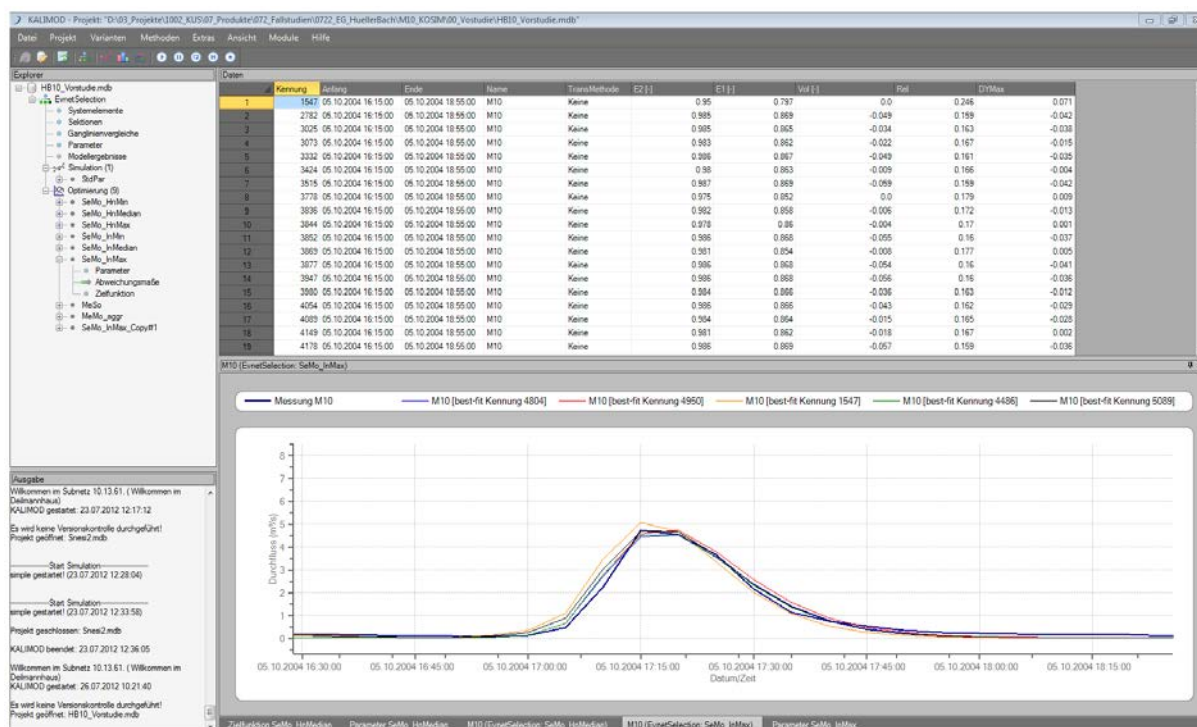 KALIMOD - Projekt: "D:\03_Projekte\1002_KUS\07_Produkte\072_Fallstudien\0722_EG_HuellerBach\M10_KOSIM\00_Vostudie\HB10_Vorstudie.mdb"
Datei Projekt Varianten Methoden Extras Ansicht Module Hilfe
Explorer
HB10_Vorstudie.mdb
EvnetSelection
Systemelemente
Sektionen
Ganglinienvergleiche
Parameter
Modellergebnisse
Simulation (1)
StdPar
Optimierung (9)
SeMo_HnMin
SeMo_HnMedian
SeMo_HnMax
SeMo_InMin
SeMo_InMedian
SeMo_InMax
Parameter
Abweichungsmaße
Zielfunktion
MeSo
MeMo_aggr
SeMo_InMax_Copy#1
Daten
Kennung Anfang Ende Name TransMethode E2 [-] E1 [-] Vol [-] Rel DYMax
1 1547 05.10.2004 16:15:00 05.10.2004 18:55:00 M10 Keine 0.95 0.797 0.0 0.246 0.071
2 2782 05.10.2004 16:15:00 05.10.2004 18:55:00 M10 Keine 0.985 0.869 -0.049 0.159 -0.042
3 3025 05.10.2004 16:15:00 05.10.2004 18:55:00 M10 Keine 0.985 0.865 -0.034 0.163 -0.038
4 3073 05.10.2004 16:15:00 05.10.2004 18:55:00 M10 Keine 0.983 0.862 -0.022 0.167 -0.015
5 3332 05.10.2004 16:15:00 05.10.2004 18:55:00 M10 Keine 0.986 0.867 -0.049 0.161 -0.035
6 3424 05.10.2004 16:15:00 05.10.2004 18:55:00 M10 Keine 0.98 0.863 -0.009 0.166 -0.004
7 3515 05.10.2004 16:15:00 05.10.2004 18:55:00 M10 Keine 0.987 0.869 -0.059 0.159 -0.042
8 3778 05.10.2004 16:15:00 05.10.2004 18:55:00 M10 Keine 0.975 0.852 0.0 0.179 0.009
9 3836 05.10.2004 16:15:00 05.10.2004 18:55:00 M10 Keine 0.982 0.858 -0.006 0.172 -0.013
10 3844 05.10.2004 16:15:00 05.10.2004 18:55:00 M10 Keine 0.978 0.86 -0.004 0.17 0.001
11 3852 05.10.2004 16:15:00 05.10.2004 18:55:00 M10 Keine 0.986 0.868 -0.055 0.16 -0.037
12 3869 05.10.2004 16:15:00 05.10.2004 18:55:00 M10 Keine 0.981 0.854 -0.008 0.177 0.005
13 3877 05.10.2004 16:15:00 05.10.2004 18:55:00 M10 Keine 0.986 0.868 -0.054 0.16 -0.041
14 3947 05.10.2004 16:15:00 05.10.2004 18:55:00 M10 Keine 0.986 0.868 -0.056 0.16 -0.036
15 3980 05.10.2004 16:15:00 05.10.2004 18:55:00 M10 Keine 0.984 0.866 -0.036 0.163 -0.012
16 4054 05.10.2004 16:15:00 05.10.2004 18:55:00 M10 Keine 0.986 0.866 -0.043 0.162 -0.029
17 4089 05.10.2004 16:15:00 05.10.2004 18:55:00 M10 Keine 0.984 0.864 -0.015 0.165 -0.028
18 4149 05.10.2004 16:15:00 05.10.2004 18:55:00 M10 Keine 0.981 0.862 -0.018 0.167 0.002
19 4178 05.10.2004 16:15:00 05.10.2004 18:55:00 M10 Keine 0.986 0.869 -0.057 0.159 -0.036
M10 (EvnetSelection: SeMo_InMax)
Messung M10 M10 [best-fit Kennung 4804] M10 [best-fit Kennung 4950] M10 [best-fit Kennung 1547] M10 [best-fit Kennung 4486] M10 [best-fit Kennung 5089]
Durchfluss (m³/s)
8
7
6
5
4
3
2
1
0
05.10.2004 16:30:00 05.10.2004 16:45:00 05.10.2004 17:00:00 05.10.2004 17:15:00 05.10.2004 17:30:00 05.10.2004 17:45:00 05.10.2004 18:00:00 05.10.2004 18:15:00
Datum/Zeit
Ausgabe
Willkommen im Subnetz 10.13.61. ( Willkommen im
Deilmannhaus)
KALIMOD gestartet: 23.07.2012 12:17:12
Es wird keine Versionskontrolle durchgeführt!
Projekt geöffnet: Snesi2.mdb
----------Start Simulation----------
simple gestartet! (23.07.2012 12:28:04)
----------Start Simulation----------
simple gestartet! (23.07.2012 12:33:58)
Projekt geschlossen: Snesi2.mdb
KALIMOD beendet: 23.07.2012 12:36:05
Willkommen im Subnetz 10.13.61. ( Willkommen im
Deilmannhaus)
KALIMOD gestartet: 26.07.2012 10:21:40
Es wird keine Versionskontrolle durchgeführt!
Projekt geöffnet: HB10_Vorstudie.mdb
Zielfunktion SeMo_HnMedian Parameter SeMo_HnMedian M10 (EvnetSelection: SeMo_HnMedian) M10 (EvnetSelection: SeMo_InMax) Parameter SeMo_InMax